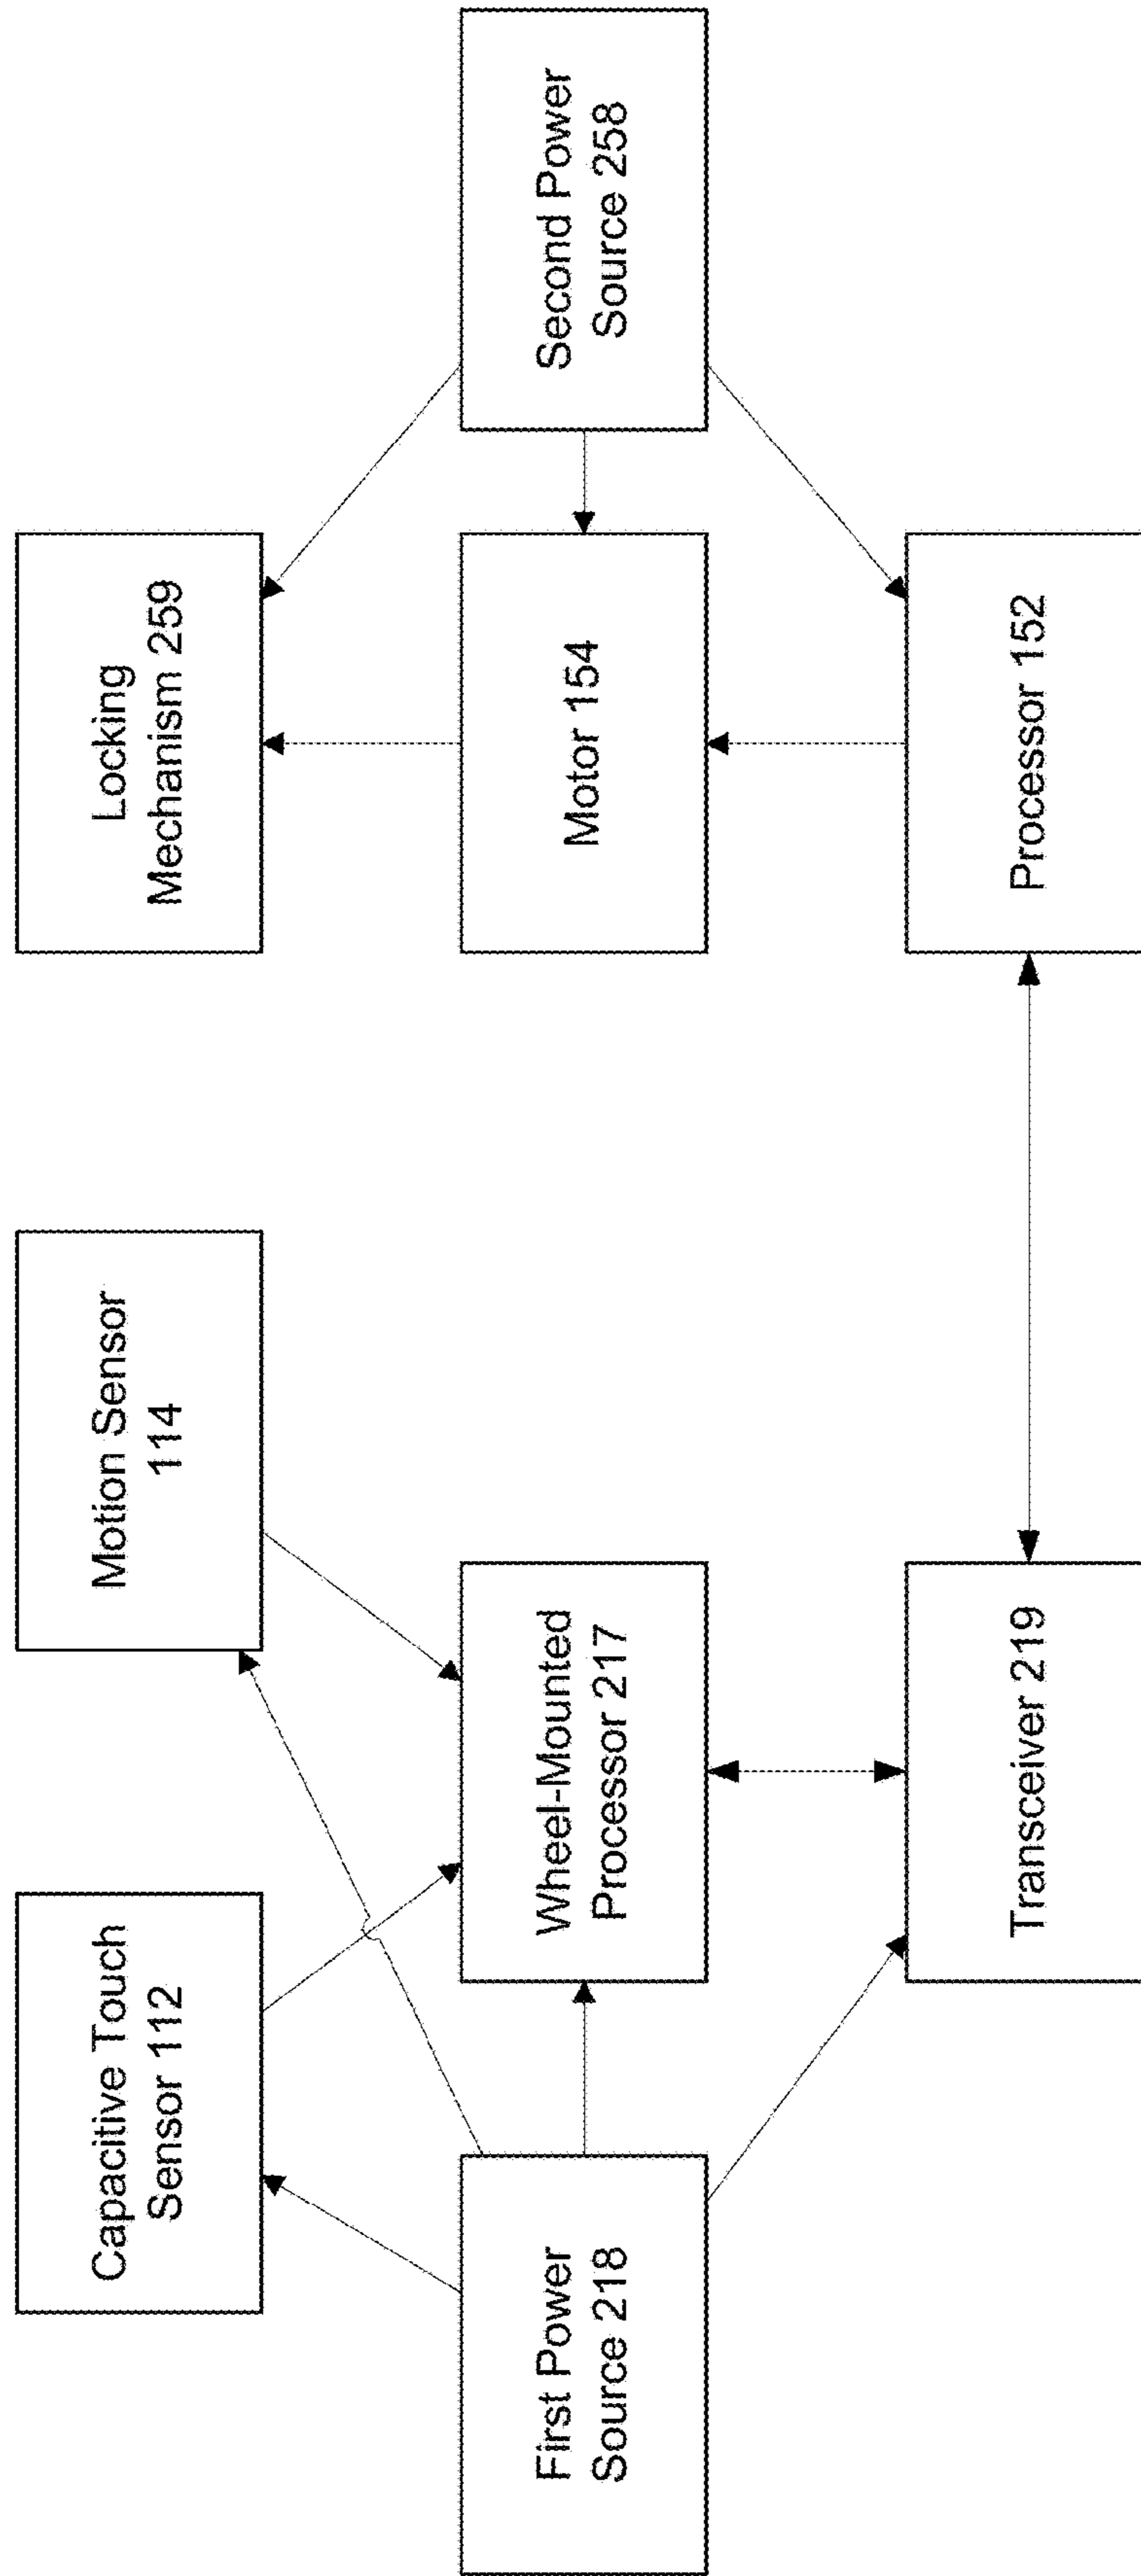 Capacitive Touch
Sensor 112
Motion Sensor
114
Locking
Mechanism 259
First Power
Source 218
Wheel-Mounted
Processor 217
Motor 154
Second Power
Source 258
Transceiver 219
Processor 152